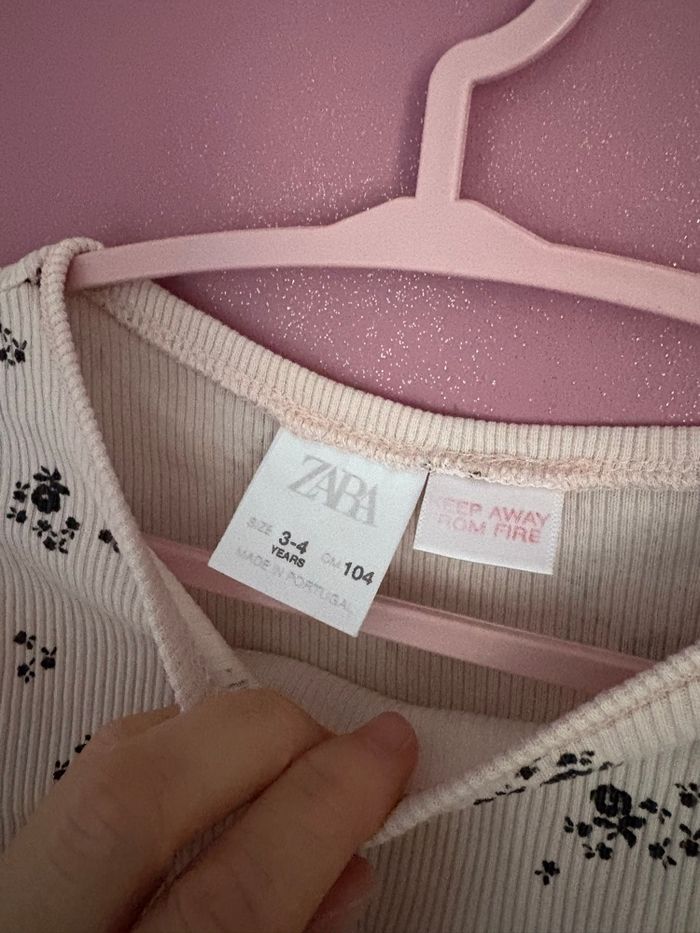 ZARA
SIZE 3-4 CM 104
YEARS
MADE IN PORTUGAL
KEEP AWAY
FROM FIRE